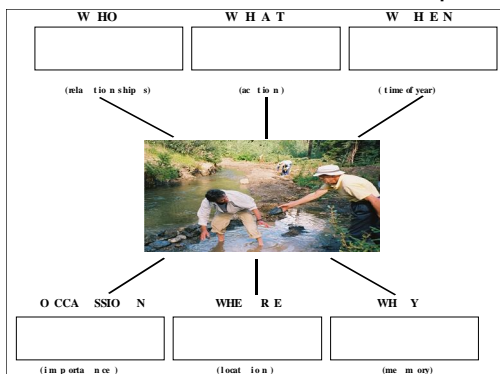 WHO WHAT WHEN
(relationships) (action) (time of year)
OCCASSION WHERE WHY
(importance) (location) (memory)